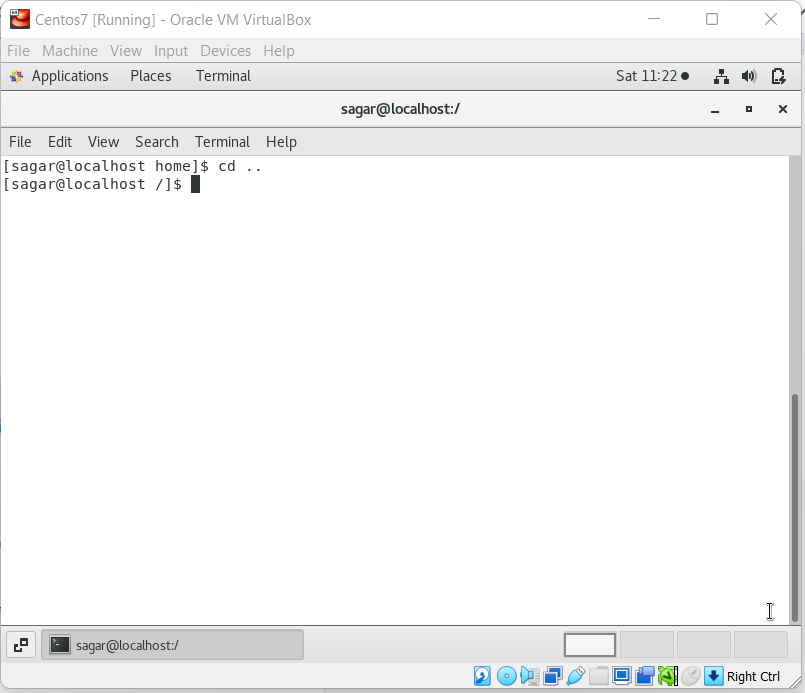 Centos7 [Running] - Oracle VM VirtualBox
File Machine View Input Devices Help
Applications Places Terminal Sat 11:22
sagar@localhost:/
File Edit View Search Terminal Help
[sagar@localhost home]$ cd ..
[sagar@localhost /]$
sagar@localhost:/
Right Ctrl